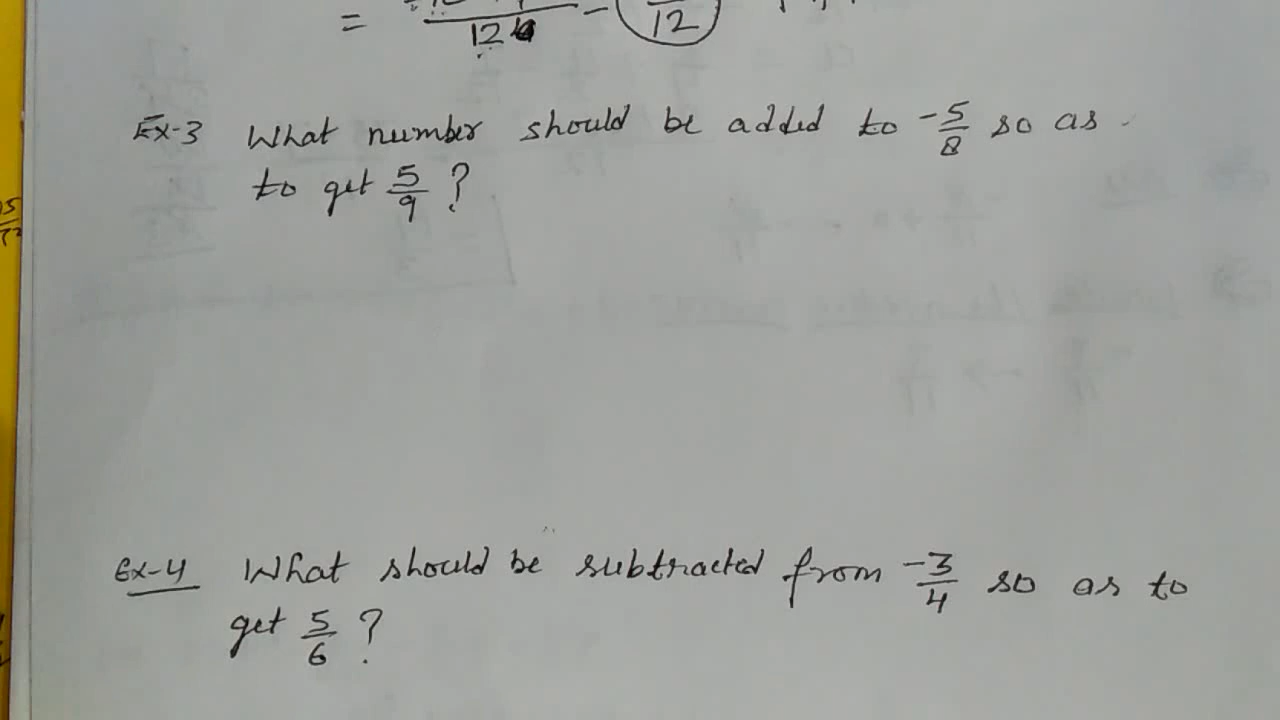 = 12 - 12
Ex-3 What number should be added to -5/8 so as
to get 5/9 ?
Ex-4 What should be subtracted from -3/4 so as to
get 5/6 ?